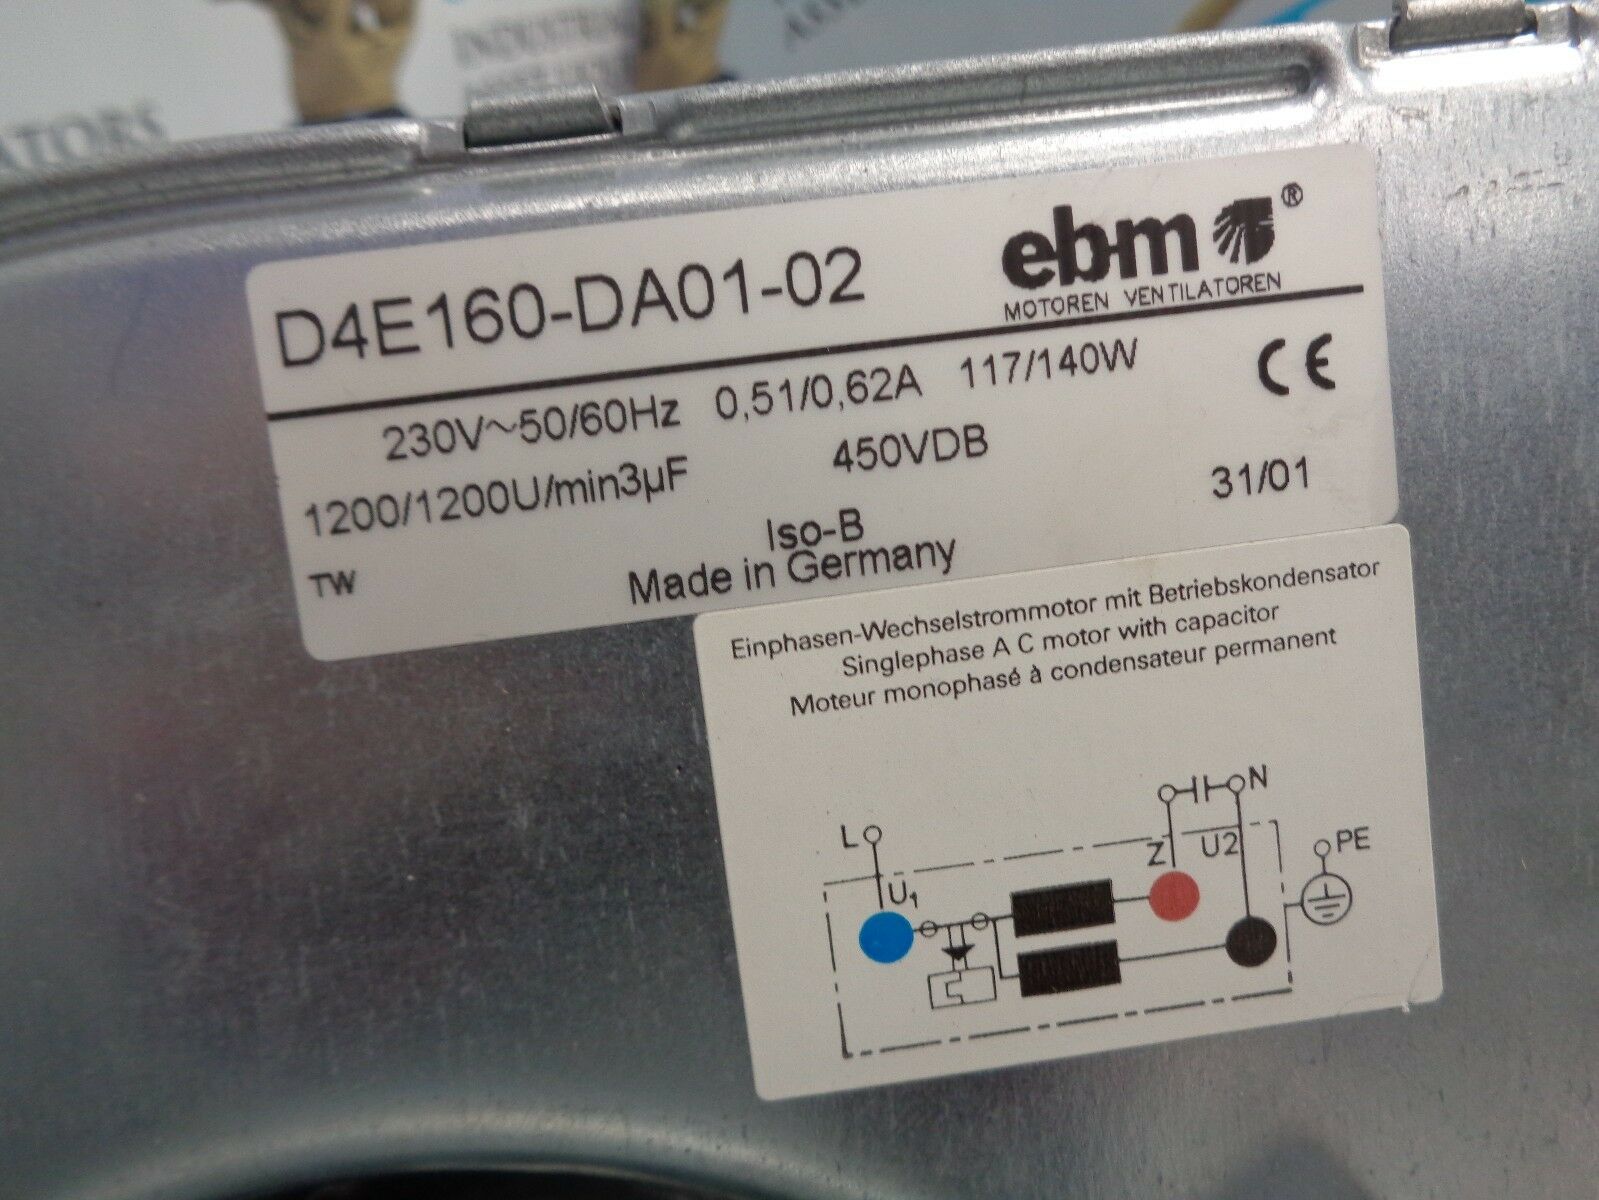 INDUSTRIAL
ATORS
D4E160-DA01-02
ebm®
MOTOREN VENTILATOREN
230V~50/60Hz 0,51/0,62A 117/140W CE
1200/1200U/min3µF 450VDB
Iso-B 31/01
TW Made in Germany
Einphasen-Wechselstrommotor mit Betriebskondensator
Singlephase A C motor with capacitor
Moteur monophasé à condensateur permanent
L N
U1 Z U2 PE